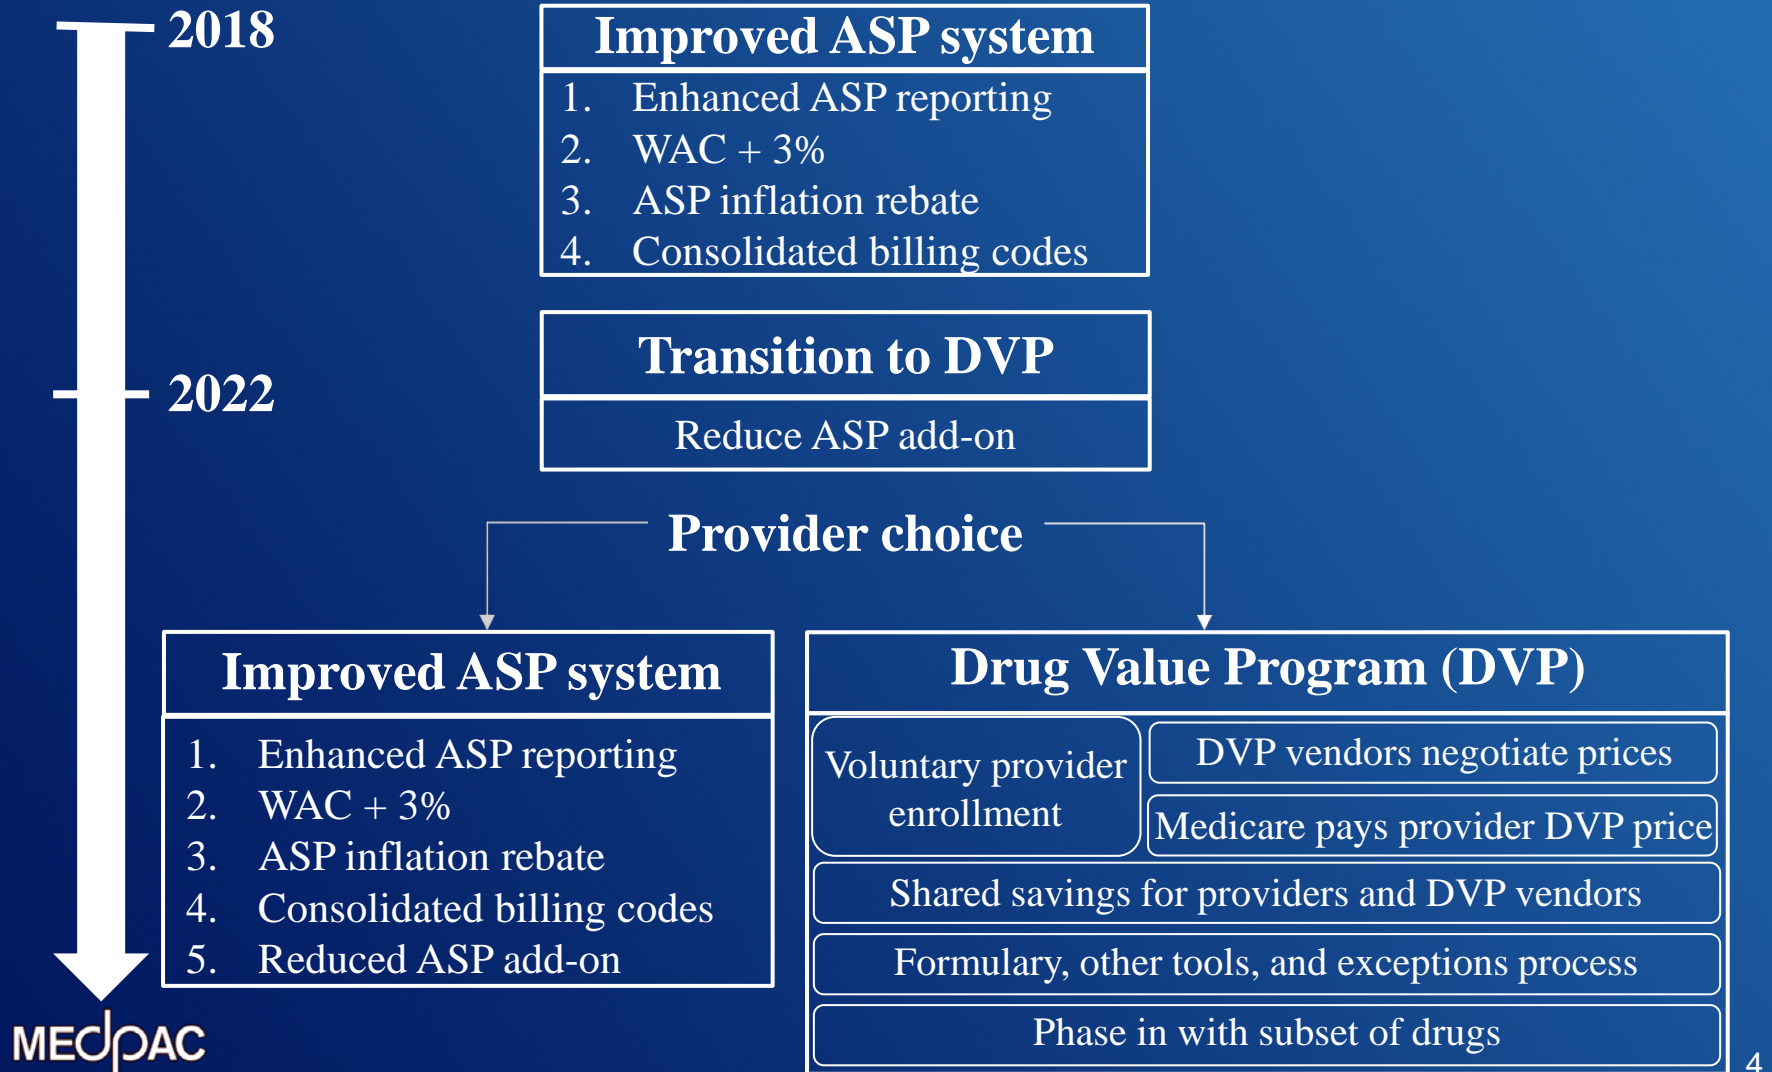 2018
Improved ASP system
1. Enhanced ASP reporting
2. WAC + 3%
3. ASP inflation rebate
4. Consolidated billing codes
2022
Transition to DVP
Reduce ASP add-on
Provider choice
Improved ASP system
1. Enhanced ASP reporting
2. WAC + 3%
3. ASP inflation rebate
4. Consolidated billing codes
5. Reduced ASP add-on
Drug Value Program (DVP)
Voluntary provider
enrollment
DVP vendors negotiate prices
Medicare pays provider DVP price
Shared savings for providers and DVP vendors
Formulary, other tools, and exceptions process
Phase in with subset of drugs
MEdpAC
4